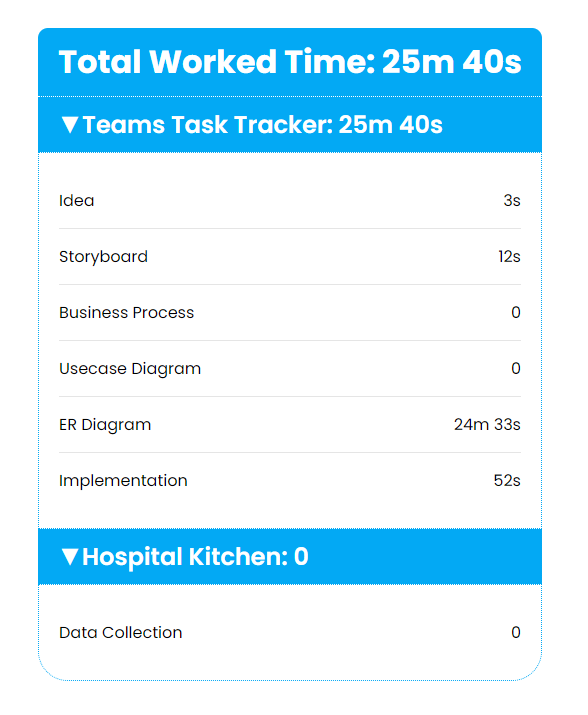 Total Worked Time: 25m 40s
▼Teams Task Tracker: 25m 40s
Idea 3s
Storyboard 12s
Business Process 0
Usecase Diagram 0
ER Diagram 24m 33s
Implementation 52s
▼Hospital Kitchen: 0
Data Collection 0